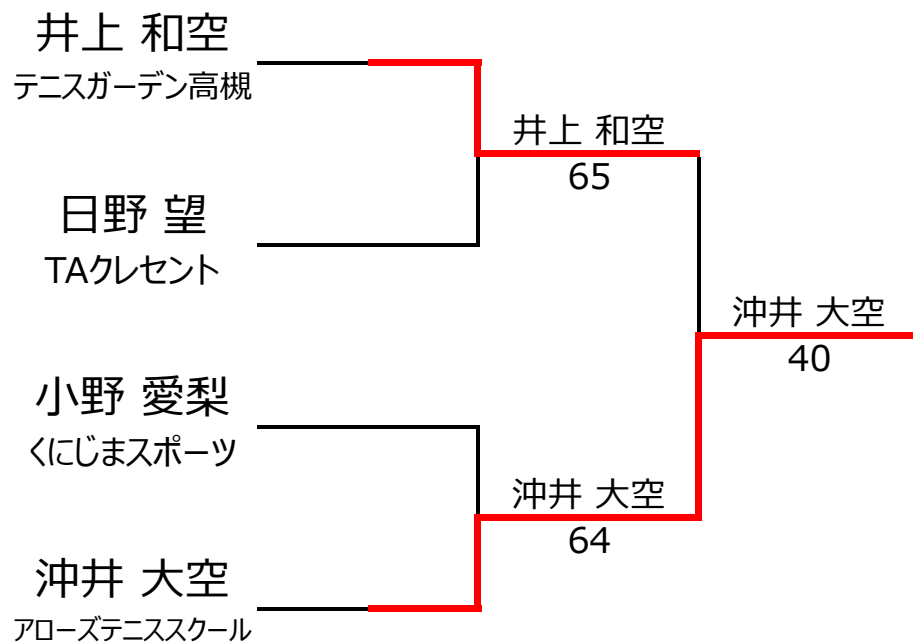 井上 和空
テニスガーデン高槻
井上 和空
65
日野 望
TAクレセント
沖井 大空
40
小野 愛梨
くにじまスポーツ
沖井 大空
64
沖井 大空
アローズテニススクール